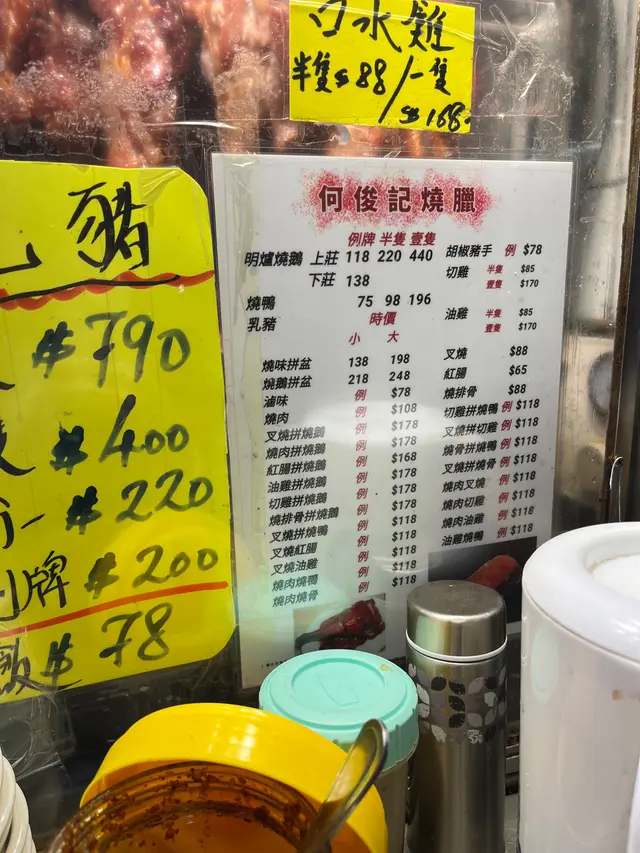 口水雞
半隻$88/一隻
$168
豬
$790
$400
$220
牌 $200
飯 $78
何俊記燒臘
例牌 半隻 壹隻
明爐燒鵝 上莊 118 220 440
下莊 138
燒鴨 75 98 196
乳豬 時價
小 大
燒味拼盆 138 198
燒鵝拼盆 218 248
滷味 例 $78
燒肉 例 $108
叉燒拼燒鵝 例 $178
燒肉拼燒鵝 例 $178
紅腸拼燒鵝 例 $168
油雞拼燒鵝 例 $178
切雞拼燒鵝 例 $178
燒排骨拼燒鵝 例 $178
叉燒拼燒鴨 例 $118
叉燒紅腸 例 $118
叉燒油雞 例 $118
燒肉燒鴨 例 $118
燒肉燒骨 例 $118
胡椒豬手 例 $78
切雞 半隻 $85
壹隻 $170
油雞 半隻 $85
壹隻 $170
叉燒 $88
紅腸 $65
燒排骨 $88
切雞拼燒鴨 例 $118
叉燒拼切雞 例 $118
燒骨拼燒鴨 例 $118
叉燒拼燒骨 例 $118
燒肉叉燒 例 $118
燒肉切雞 例 $118
燒肉油雞 例 $118
油雞燒鴨 例 $118